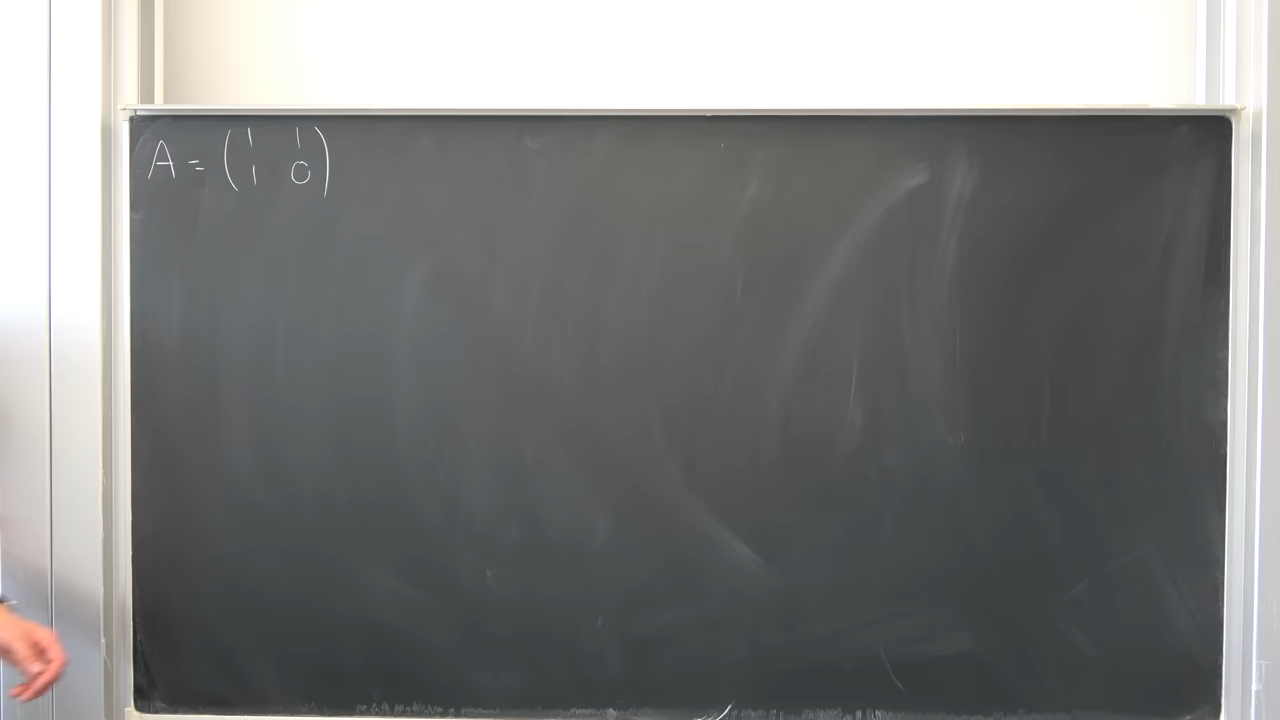 A = (1 1
1 0)